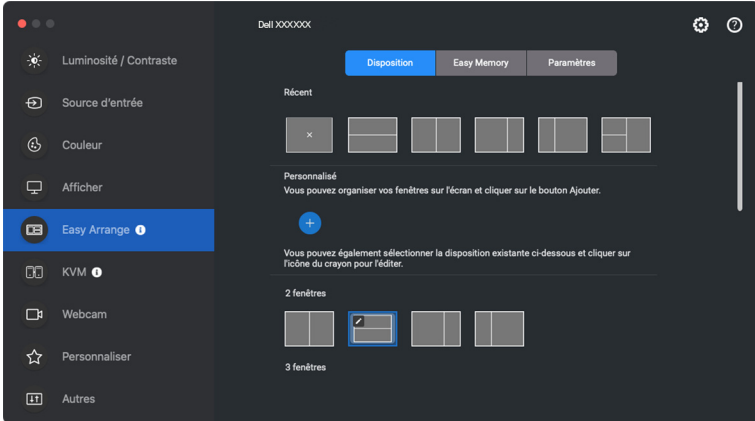 Dell XXXXXX
Luminosité / Contraste
Source d'entrée
Couleur
Afficher
Easy Arrange
KVM
Webcam
Personnaliser
Autres
Disposition
Easy Memory
Paramètres
Récent
Personnalisé
Vous pouvez organiser vos fenêtres sur l'écran et cliquer sur le bouton Ajouter.
Vous pouvez également sélectionner la disposition existante ci-dessous et cliquer sur
l'icône du crayon pour l'éditer.
2 fenêtres
3 fenêtres